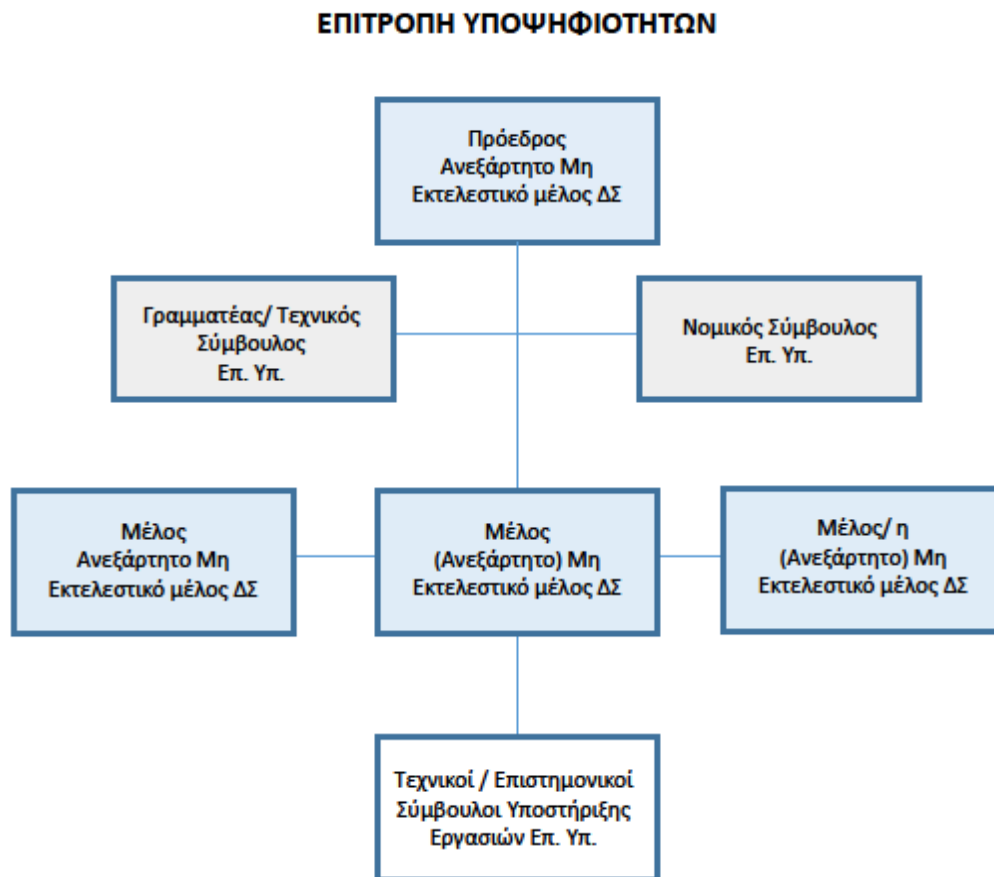 ΕΠΙΤΡΟΠΗ ΥΠΟΨΗΦΙΟΤΗΤΩΝ
Πρόεδρος
Ανεξάρτητο Μη
Εκτελεστικό μέλος ΔΣ
Γραμματέας/ Τεχνικός
Σύμβουλος
Επ. Υπ.
Νομικός Σύμβουλος
Επ. Υπ.
Μέλος
Ανεξάρτητο Μη
Εκτελεστικό μέλος ΔΣ
Μέλος
(Ανεξάρτητο) Μη
Εκτελεστικό μέλος ΔΣ
Μέλος/ η
(Ανεξάρτητο) Μη
Εκτελεστικό μέλος ΔΣ
Τεχνικοί / Επιστημονικοί
Σύμβουλοι Υποστήριξης
Εργασιών Επ. Υπ.